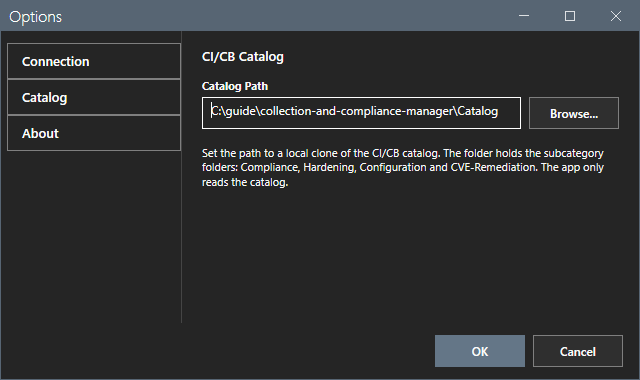 Options
Connection
Catalog
About
CI/CB Catalog
Catalog Path
C:\guide\collection-and-compliance-manager\Catalog
Browse...
Set the path to a local clone of the CI/CB catalog. The folder holds the subcategory
folders: Compliance, Hardening, Configuration and CVE-Remediation. The app only
reads the catalog.
OK
Cancel